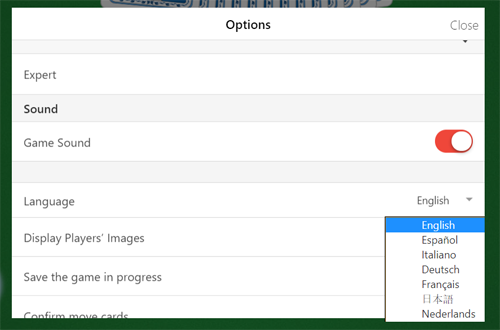 Options
Close
Expert
Sound
Game Sound
Language
English
Display Players' Images
Save the game in progress
Confirm move cards
English
Español
Italiano
Deutsch
Français
日本語
Nederlands